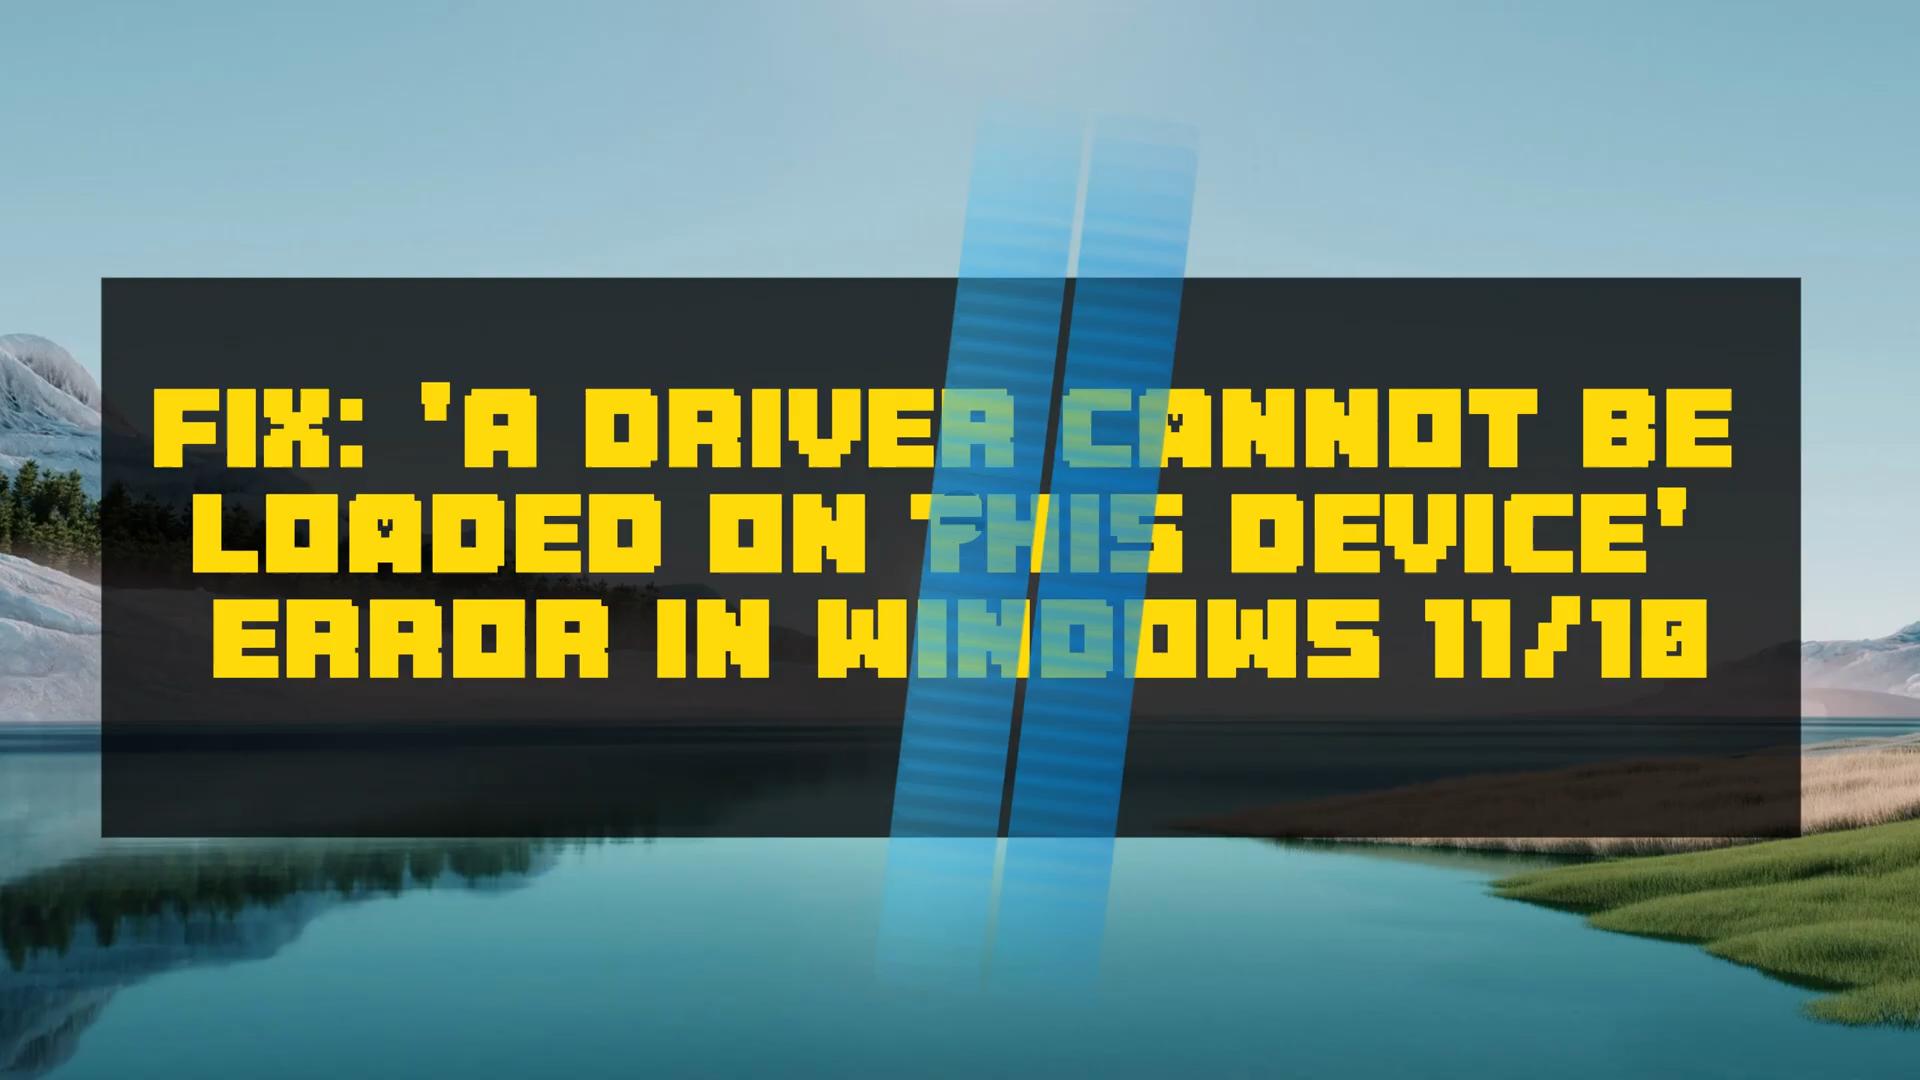 FIX: 'A DRIVER CANNOT BE
LOADED ON THIS DEVICE'
ERROR IN WINDOWS 11/10